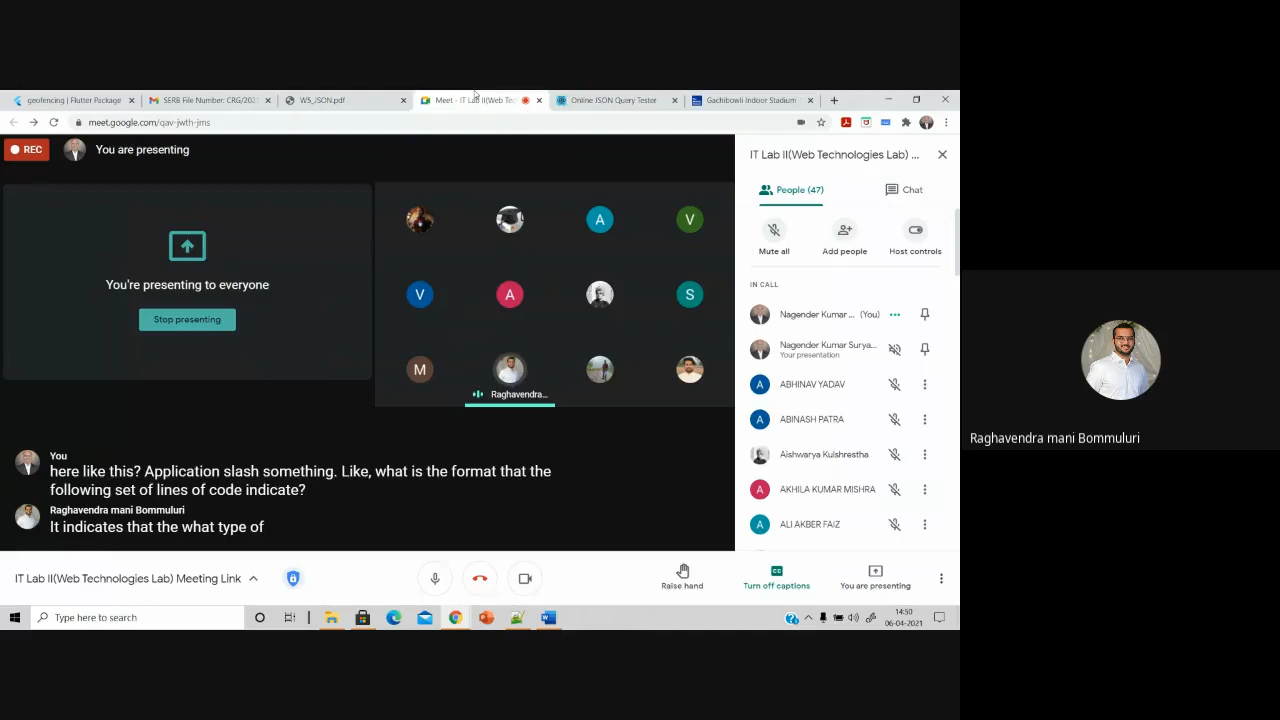 geofencing | Flutter Package
SERB File Number: CRG/202
W5_JSON.pdf
Meet - IT Lab II(Web Tec
Online JSON Query Tester
Gachibowli Indoor Stadium
meet.google.com/qav-jwth-jms
REC
You are presenting
IT Lab II(Web Technologies Lab) ...
People (47)
Chat
Mute all
Add people
Host controls
You're presenting to everyone
Stop presenting
A
V
V
A
S
M
Raghavendra...
IN CALL
Nagender Kumar ... (You)
Nagender Kumar Surya...
Your presentation
A ABHINAV YADAV
A ABINASH PATRA
Aishwarya Kulshrestha
A AKHILA KUMAR MISHRA
A ALI AKBER FAIZ
You
here like this? Application slash something. Like, what is the format that the
following set of lines of code indicate?
Raghavendra mani Bommuluri
It indicates that the what type of
Raghavendra mani Bommuluri
IT Lab II(Web Technologies Lab) Meeting Link
Raise hand
CC
Turn off captions
You are presenting
Type here to search
14:50
06-04-2021